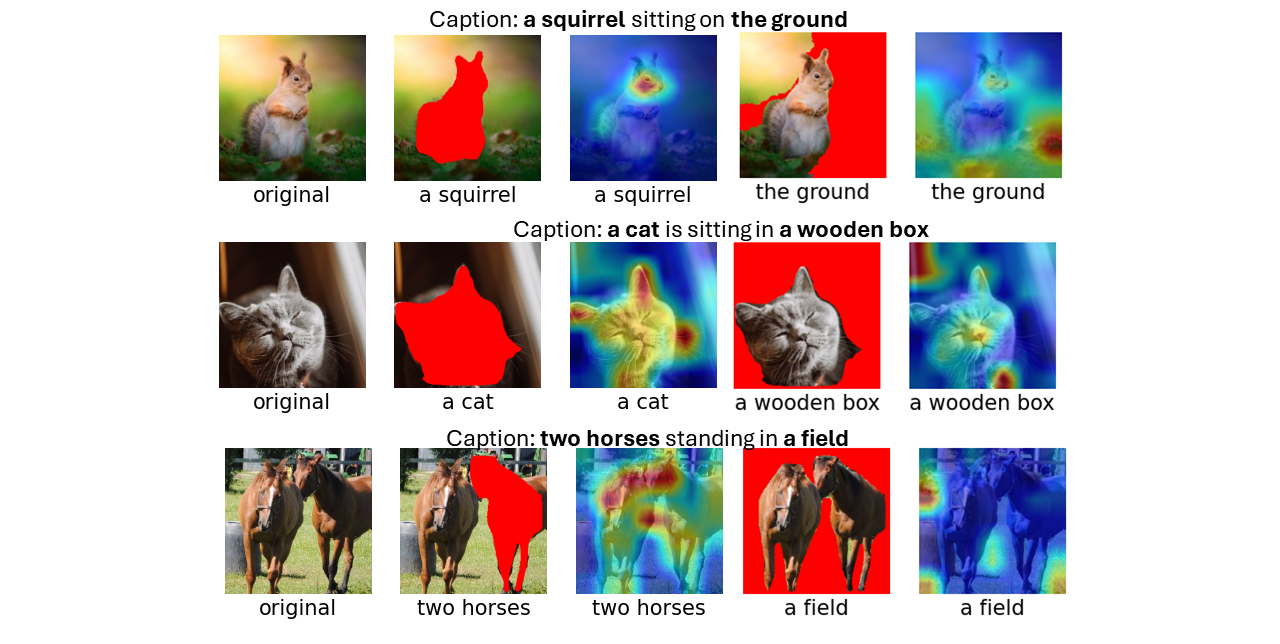 Caption: a squirrel sitting on the ground
original a squirrel a squirrel the ground the ground
Caption: a cat is sitting in a wooden box
original a cat a cat a wooden box a wooden box
Caption: two horses standing in a field
original two horses two horses a field a field